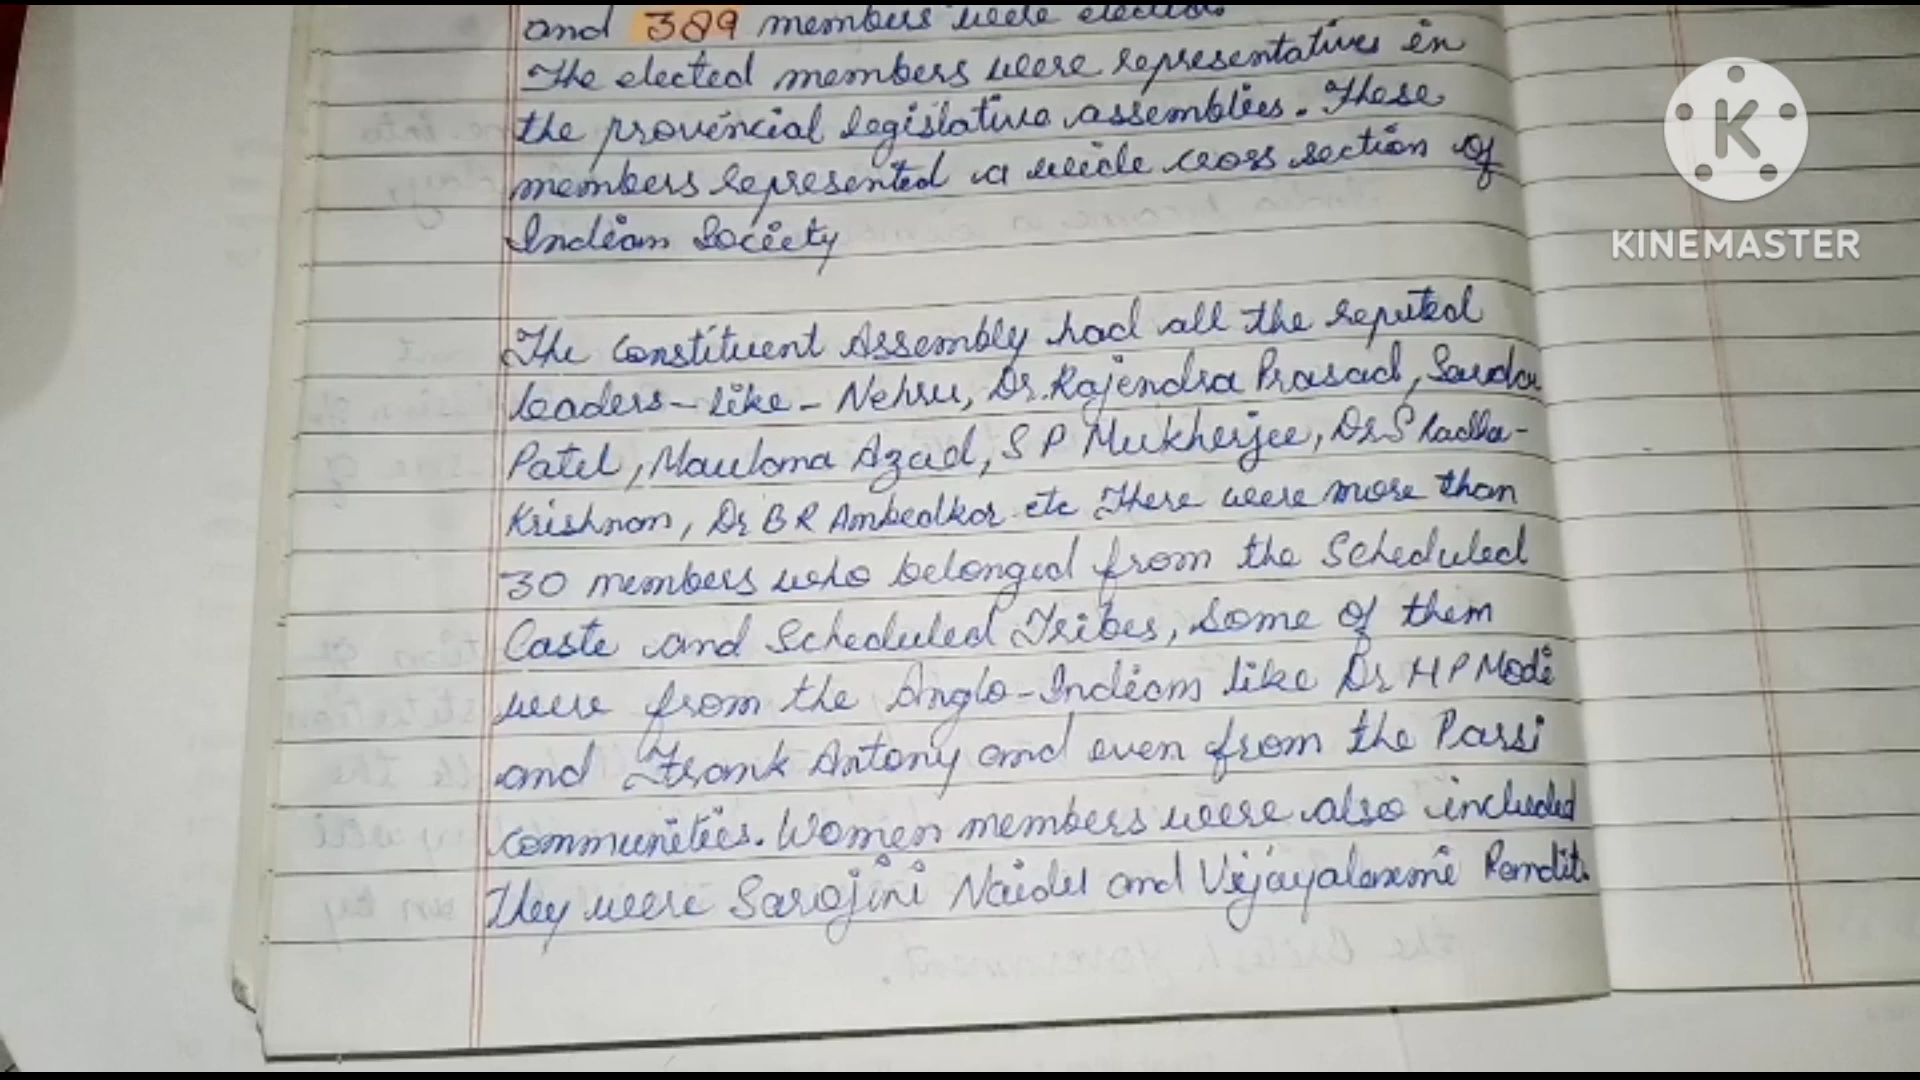 and 389 members were elected.
The elected members were representatives in
the provincial legislative assemblies. These
members represented a wide cross section of
Indian Society
The Constituent Assembly had all the reputed
leaders - like - Nehru, Dr. Rajendra Prasad, Sardar
Patel, Maulana Azad, S P Mukherjee, Dr S Radha-
Krishnan, Dr B R Ambedkar etc There were more than
30 members who belonged from the Scheduled
Caste and Scheduled Tribes, Some of them
were from the Anglo-Indians like Dr H P Modi
and Frank Antony and even from the Parsi
communities. Women members were also included
they were Sarojini Naidu and Vijayalaxmi Pandit.
K
KINEMASTER